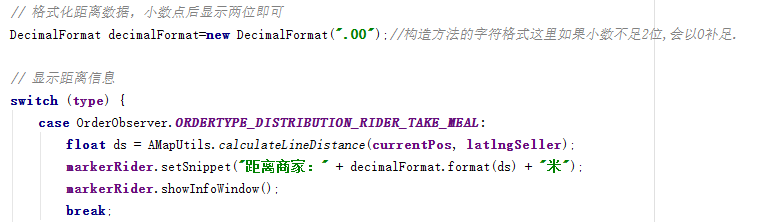 // 格式化距离数据，小数点后显示两位即可
DecimalFormat decimalFormat=new DecimalFormat(".00");//构造方法的字符格式这里如果小数不足2位,会以0补足.
// 显示距离信息
switch (type) {
case OrderObserver.ORDERTYPE_DISTRIBUTION_RIDER_TAKE_MEAL:
float ds = AMapUtils.calculateLineDistance(currentPos, latlngSeller);
markerRider.setSnippet("距离商家：" + decimalFormat.format(ds) + "米");
markerRider.showInfoWindow();
break;